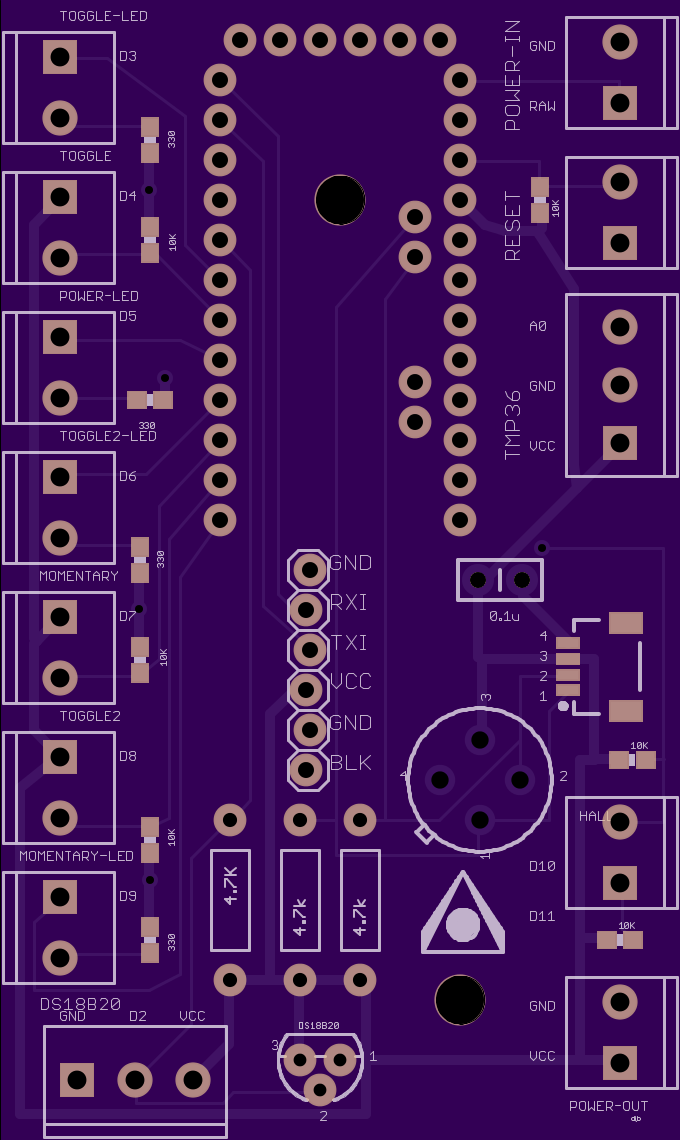 TOGGLE-LED
D3
330
TOGGLE
D4
10K
POWER-LED
D5
330
TOGGLE2-LED
D6
330
MOMENTARY
D7
10K
TOGGLE2
D8
10K
MOMENTARY-LED
D9
330
DS18B20
GND D2 VCC
POWER-IN
GND
RAW
RESET
10K
TMP36
A0
GND
VCC
GND
RXI
TXI
VCC
GND
BLK
0.1u
4
3
2
1
3
4
2
1
10K
HALL
D10
D11
10K
4.7K
4.7k
4.7k
DS18B20
3
1
2
GND
VCC
POWER-OUT